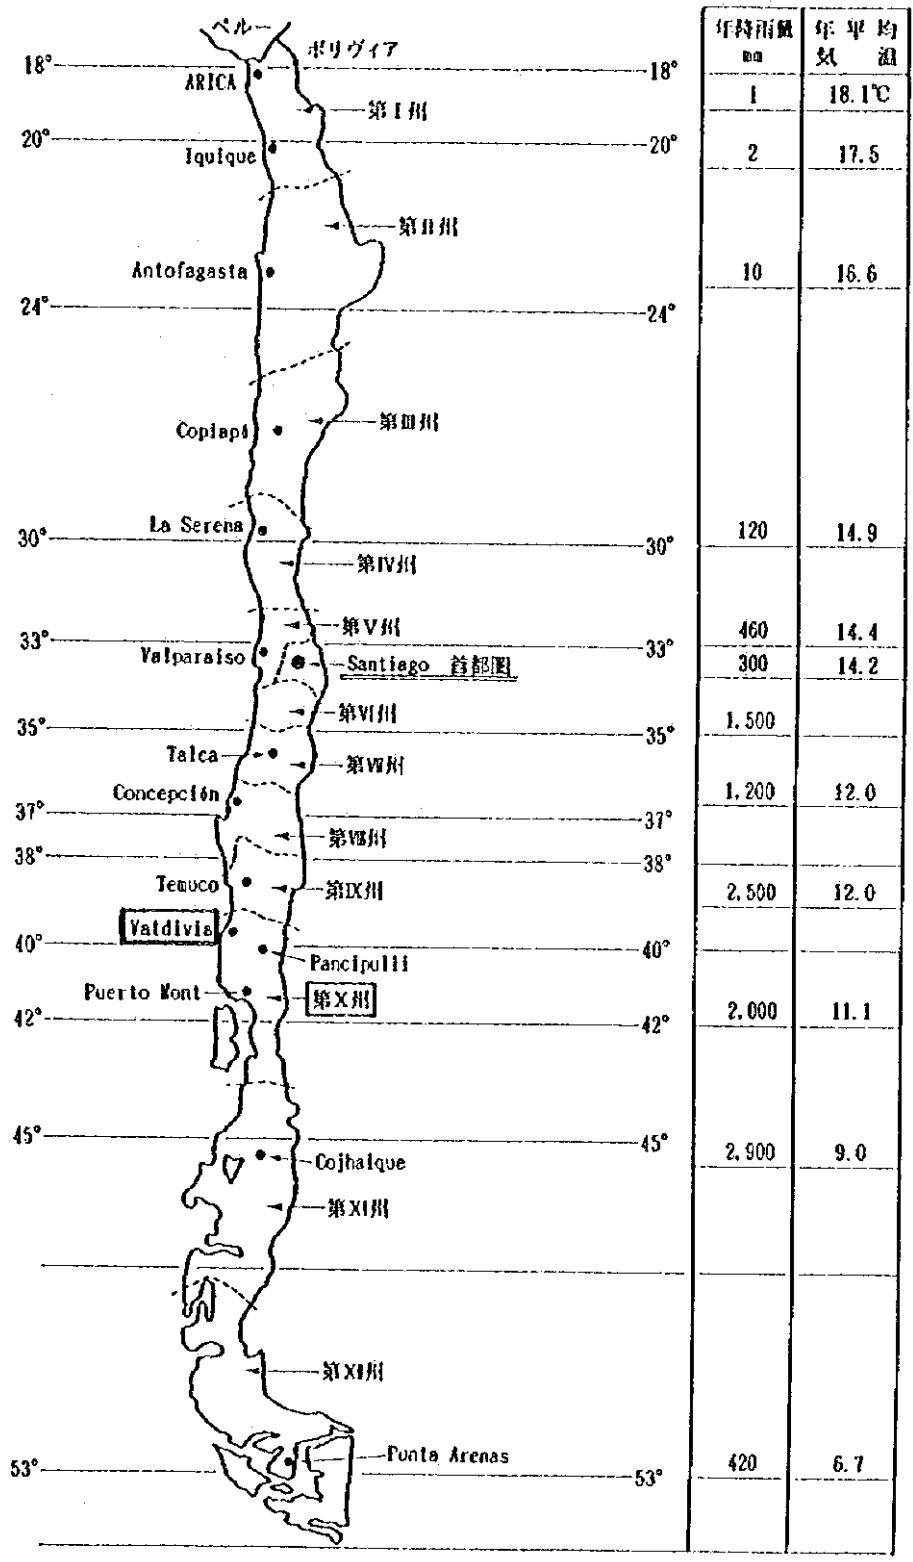 ペルー
ボリヴィア
年降雨量 mm 年平均気温
18° 18°
ARICA 1 18.1℃
第I州
20° 20°
Iquique 2 17.5
第II州
Antofagasta 10 16.6
24° 24°
第III州
Copiapó
La Serena 120 14.9
30° 30°
第IV州
第V州
33° 33° 460 14.4
Valparaiso
Santiago 首都圏 300 14.2
第VI州
35° 35° 1,500
Talca
第VII州
Concepción 1,200 12.0
37° 37°
第VIII州
38° 38°
Temuco 第IX州 2,500 12.0
Valdivia
40° 40°
Pancipulli
Puerto Mont 第X州
42° 42° 2,000 11.1
45° 45°
Cojhaique 2,900 9.0
第XI州
第XII州
Punta Arenas
53° 53° 420 6.7